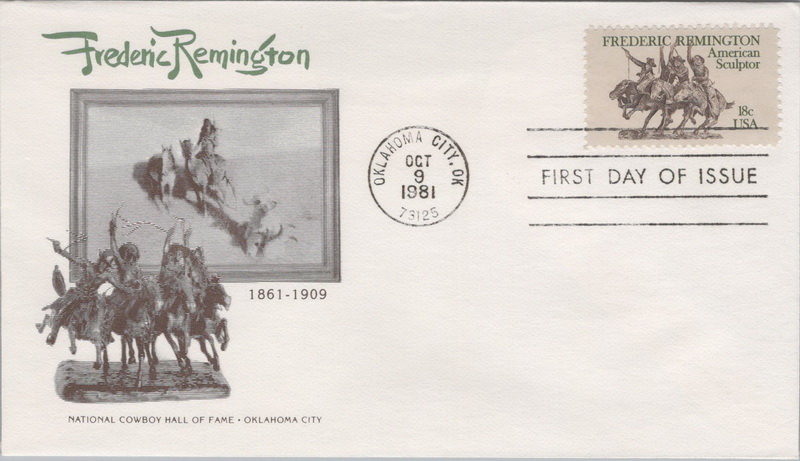 Frederic Remington
FREDERIC REMINGTON
American
Sculptor
18c
USA
OKLAHOMA CITY, OK
OCT
9
1981
73125
FIRST DAY OF ISSUE
1861-1909
NATIONAL COWBOY HALL OF FAME • OKLAHOMA CITY